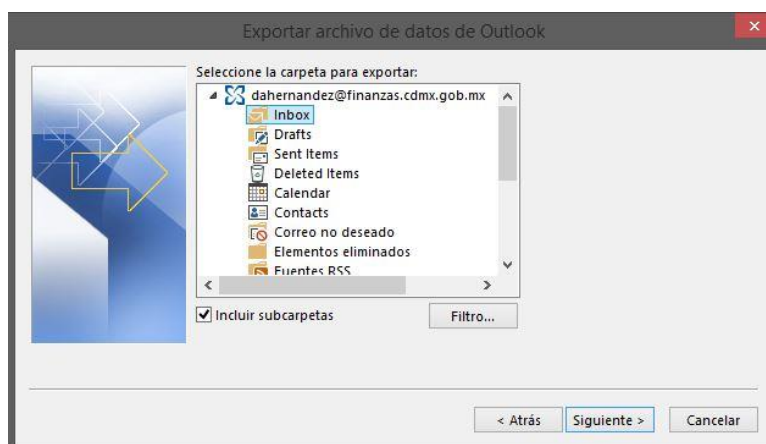 Exportar archivo de datos de Outlook
Seleccione la carpeta para exportar:
dahernandez@finanzas.cdmx.gob.mx
Inbox
Drafts
Sent Items
Deleted Items
Calendar
Contacts
Correo no deseado
Elementos eliminados
Fuentes RSS
Incluir subcarpetas
Filtro...
< Atrás
Siguiente >
Cancelar